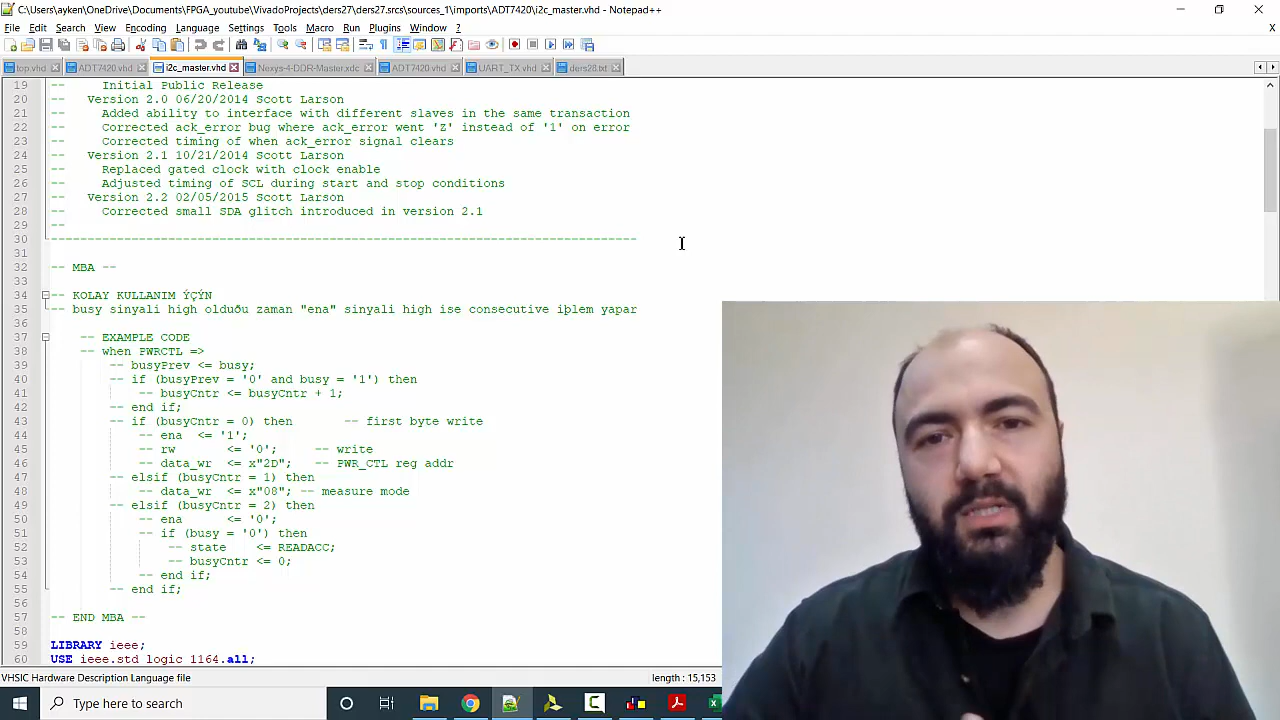 C:\Users\ayken\OneDrive\Documents\FPGA_youtube\VivadoProjects\ders27\ders27.srcs\sources_1\imports\ADT7420\i2c_master.vhd - Notepad++
File Edit Search View Encoding Language Settings Tools Macro Run Plugins Window ? X
top.vhd ADT7420.vhd i2c_master.vhd Nexys-4-DDR-Master.xdc ADT7420.vhd UART_TX.vhd ders28.txt
19 -- Initial Public Release
20 -- Version 2.0 06/20/2014 Scott Larson
21 -- Added ability to interface with different slaves in the same transaction
22 -- Corrected ack_error bug where ack_error went 'Z' instead of '1' on error
23 -- Corrected timing of when ack_error signal clears
24 -- Version 2.1 10/21/2014 Scott Larson
25 -- Replaced gated clock with clock enable
26 -- Adjusted timing of SCL during start and stop conditions
27 -- Version 2.2 02/05/2015 Scott Larson
28 -- Corrected small SDA glitch introduced in version 2.1
29 --
30 --------------------------------------------------------------------------------
31
32 -- MBA --
33
34 -- KOLAY KULLANIM ÝÇÝN
35 -- busy sinyali high olduðu zaman "ena" sinyali high ise consecutive iþlem yapar
36
37 -- EXAMPLE CODE
38 -- when PWRCTL =>
39 -- busyPrev <= busy;
40 -- if (busyPrev = '0' and busy = '1') then
41 -- busyCntr <= busyCntr + 1;
42 -- end if;
43 -- if (busyCntr = 0) then -- first byte write
44 -- ena <= '1';
45 -- rw <= '0'; -- write
46 -- data_wr <= x"2D"; -- PWR_CTL reg addr
47 -- elsif (busyCntr = 1) then
48 -- data_wr <= x"08"; -- measure mode
49 -- elsif (busyCntr = 2) then
50 -- ena <= '0';
51 -- if (busy = '0') then
52 -- state <= READACC;
53 -- busyCntr <= 0;
54 -- end if;
55 -- end if;
56
57 -- END MBA --
58
59 LIBRARY ieee;
60 USE ieee.std_logic_1164.all;
VHSIC Hardware Description Language file length : 15,153
Type here to search